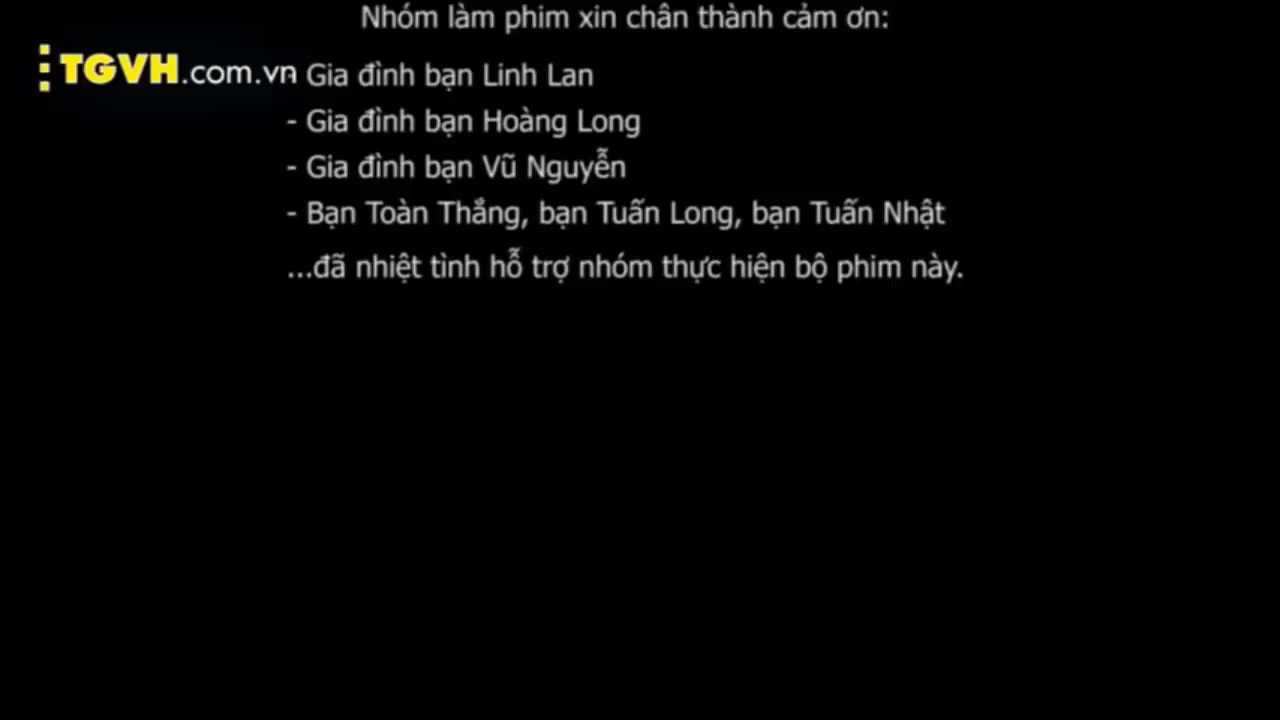 Nhóm làm phim xin chân thành cảm ơn:
TGVH.com.vn
- Gia đình bạn Linh Lan
- Gia đình bạn Hoàng Long
- Gia đình bạn Vũ Nguyễn
- Bạn Toàn Thắng, bạn Tuấn Long, bạn Tuấn Nhật
...đã nhiệt tình hỗ trợ nhóm thực hiện bộ phim này.